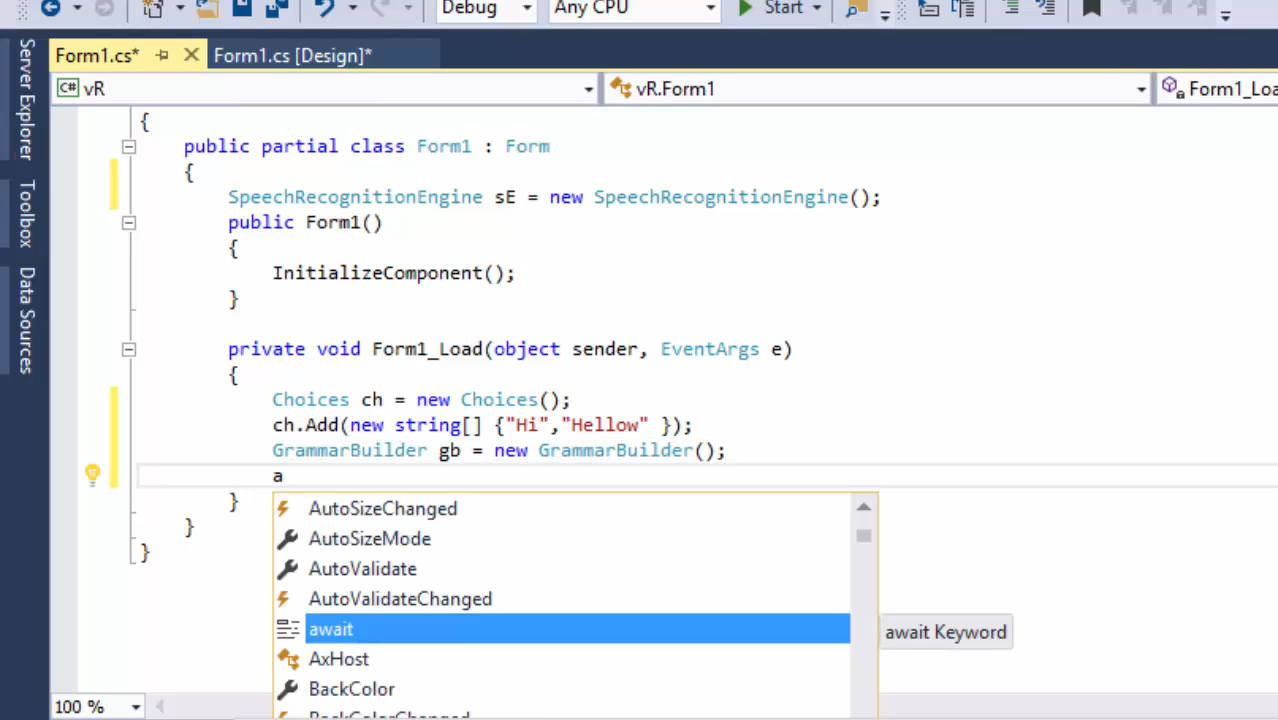 Debug Any CPU Start
Form1.cs* Form1.cs [Design]*
C# vR vR.Form1 Form1_Loa
Server Explorer
Toolbox
Data Sources
{
public partial class Form1 : Form
{
SpeechRecognitionEngine sE = new SpeechRecognitionEngine();
public Form1()
{
InitializeComponent();
}
private void Form1_Load(object sender, EventArgs e)
{
Choices ch = new Choices();
ch.Add(new string[] {"Hi","Hellow" });
GrammarBuilder gb = new GrammarBuilder();
a
}
}
}
AutoSizeChanged
AutoSizeMode
AutoValidate
AutoValidateChanged
await await Keyword
AxHost
BackColor
BackColorChanged
100 %